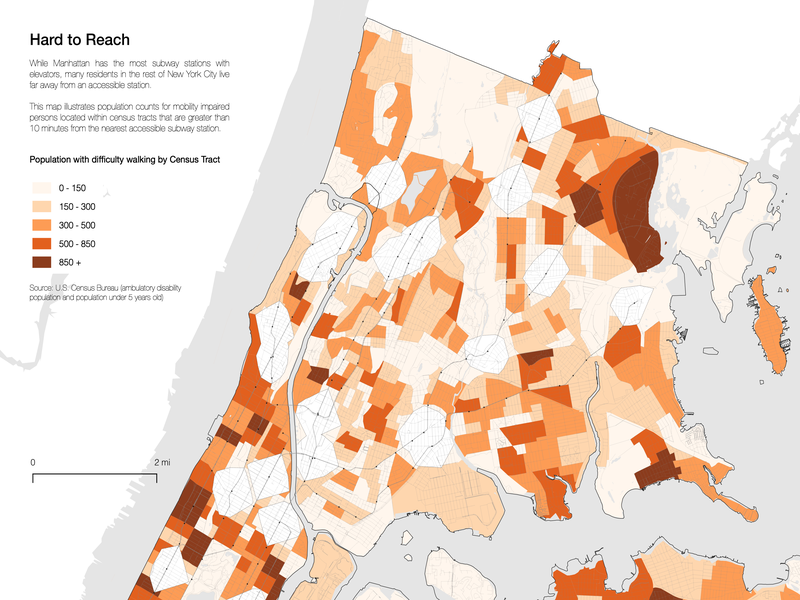 Hard to Reach
While Manhattan has the most subway stations with
elevators, many residents in the rest of New York City live
far away from an accessible station.
This map illustrates population counts for mobility impaired
persons located within census tracts that are greater than
10 minutes from the nearest accessible subway station.
Population with difficulty walking by Census Tract
0 - 150
150 - 300
300 - 500
500 - 850
850 +
Source: U.S. Census Bureau (ambulatory disability
population and population under 5 years old)
0 2 mi